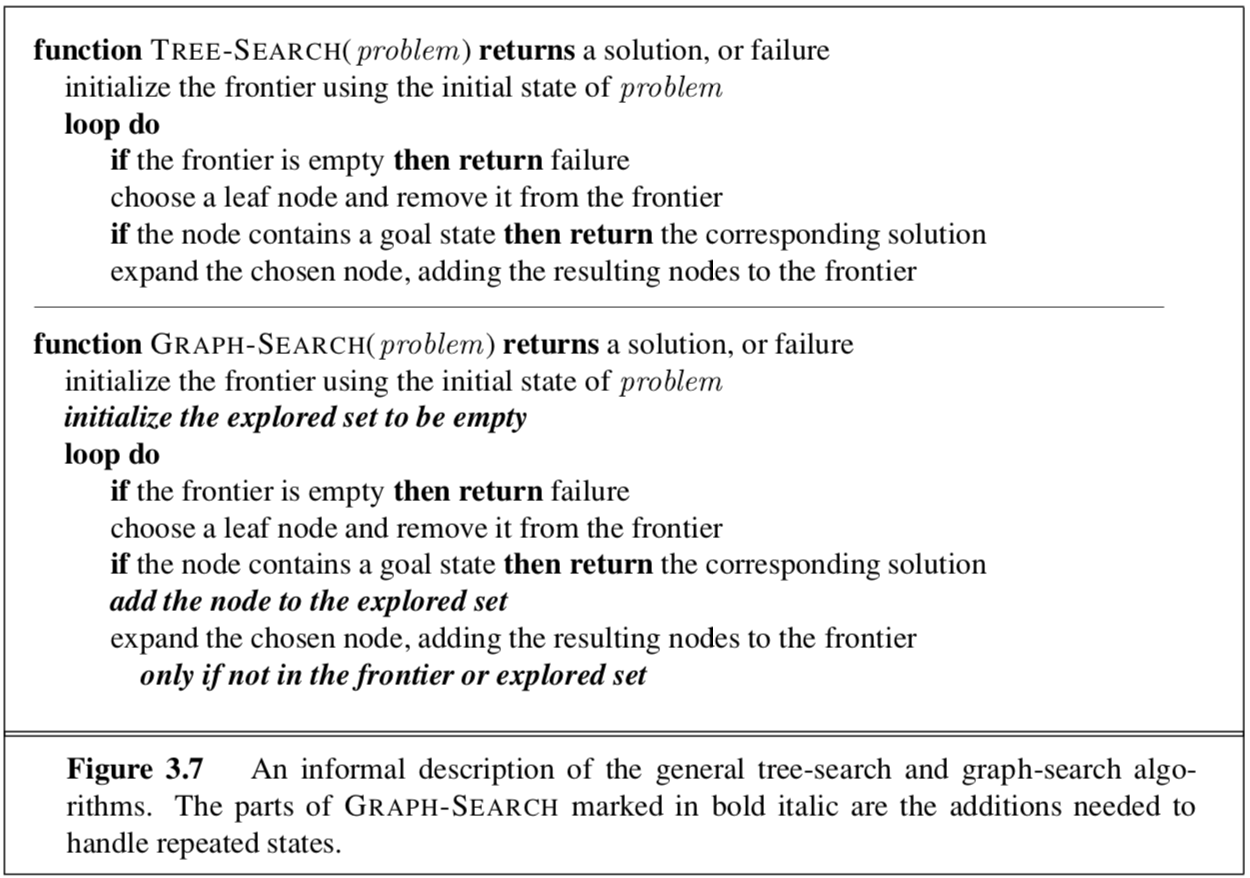 function TREE-SEARCH(problem) returns a solution, or failure
initialize the frontier using the initial state of problem
loop do
if the frontier is empty then return failure
choose a leaf node and remove it from the frontier
if the node contains a goal state then return the corresponding solution
expand the chosen node, adding the resulting nodes to the frontier
function GRAPH-SEARCH(problem) returns a solution, or failure
initialize the frontier using the initial state of problem
initialize the explored set to be empty
loop do
if the frontier is empty then return failure
choose a leaf node and remove it from the frontier
if the node contains a goal state then return the corresponding solution
add the node to the explored set
expand the chosen node, adding the resulting nodes to the frontier
only if not in the frontier or explored set
Figure 3.7 An informal description of the general tree-search and graph-search algo-
rithms. The parts of GRAPH-SEARCH marked in bold italic are the additions needed to
handle repeated states.